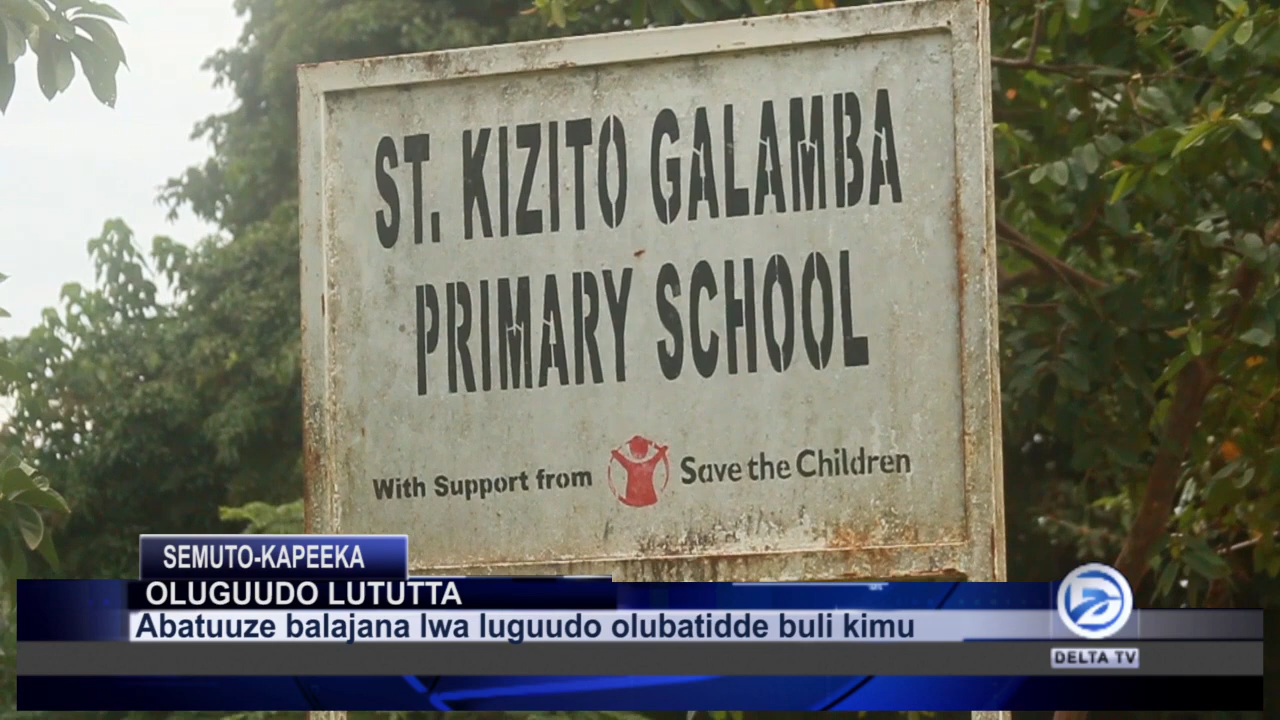 ST. KIZITO GALAMBA
PRIMARY SCHOOL
With Support from Save the Children
SEMUTO-KAPEEKA
OLUGUUDO LUTUTTA
Abatuuze balajana lwa luguudo olubatidde buli kimu
DELTA TV